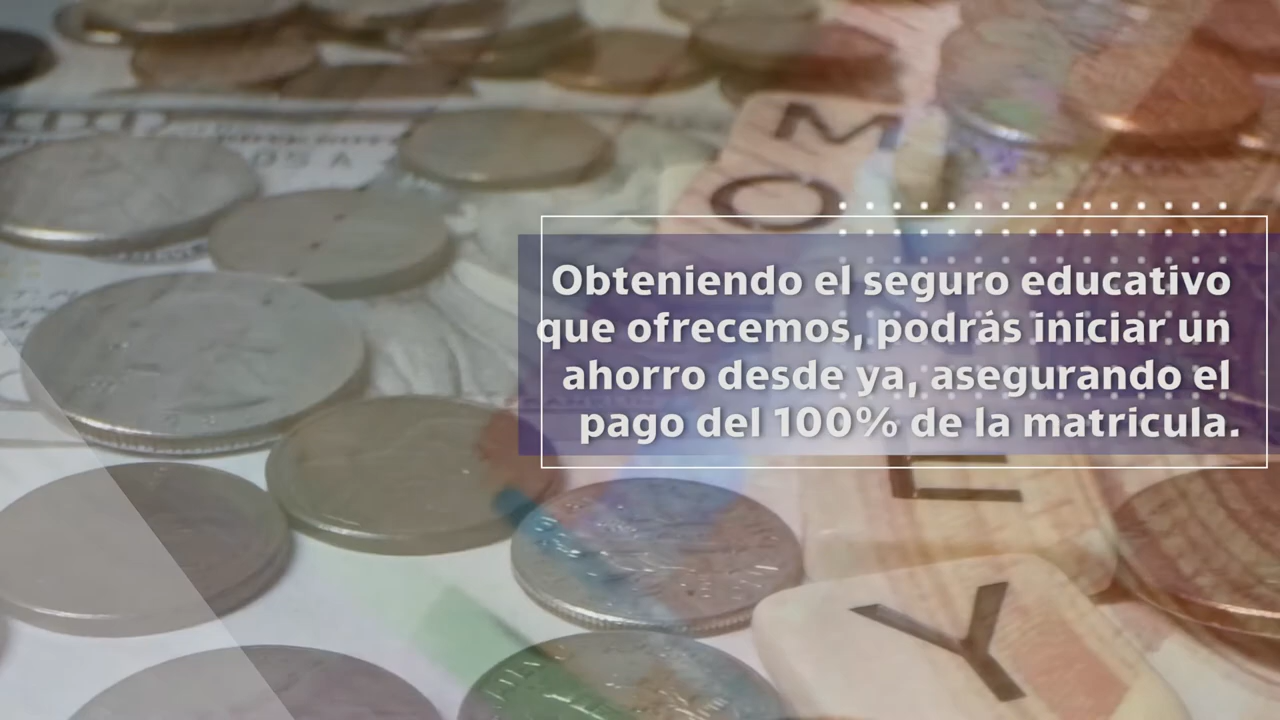 M
O
Obteniendo el seguro educativo
que ofrecemos, podrás iniciar un
ahorro desde ya, asegurando el
pago del 100% de la matricula.
E
Y